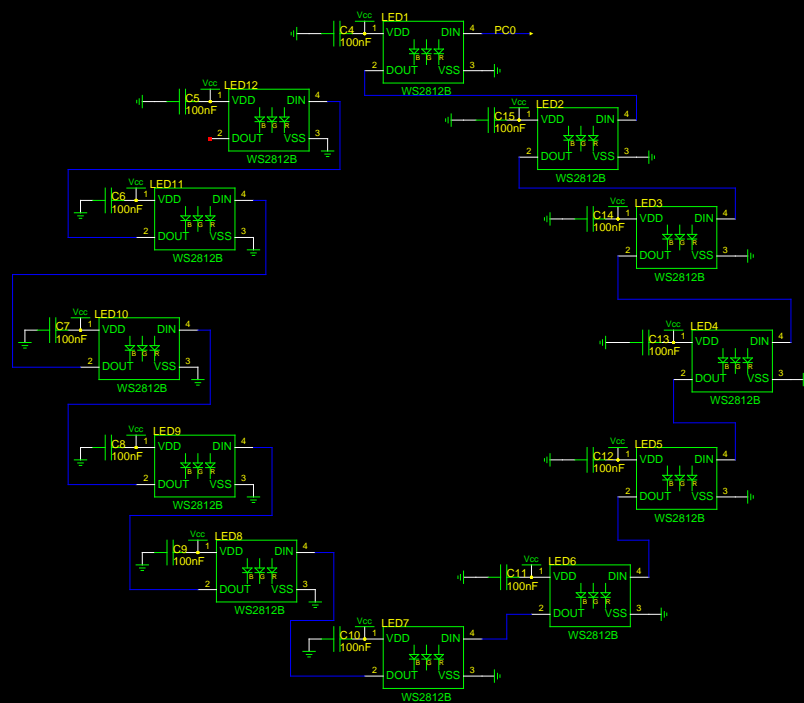 LED1
Vcc
C4
100nF
1
VDD
DIN
4
PC0
B
G
R
2
DOUT
VSS
3
WS2812B
LED12
Vcc
C5
100nF
1
VDD
DIN
4
B
G
R
2
DOUT
VSS
3
WS2812B
LED2
Vcc
C15
100nF
1
VDD
DIN
4
B
G
R
2
DOUT
VSS
3
WS2812B
LED11
Vcc
C6
100nF
1
VDD
DIN
4
B
G
R
2
DOUT
VSS
3
WS2812B
LED3
Vcc
C14
100nF
1
VDD
DIN
4
B
G
R
2
DOUT
VSS
3
WS2812B
LED10
Vcc
C7
100nF
1
VDD
DIN
4
B
G
R
2
DOUT
VSS
3
WS2812B
LED4
Vcc
C13
100nF
1
VDD
DIN
4
B
G
R
2
DOUT
VSS
3
WS2812B
LED9
Vcc
C8
100nF
1
VDD
DIN
4
B
G
R
2
DOUT
VSS
3
WS2812B
LED5
Vcc
C12
100nF
1
VDD
DIN
4
B
G
R
2
DOUT
VSS
3
WS2812B
LED8
Vcc
C9
100nF
1
VDD
DIN
4
B
G
R
2
DOUT
VSS
3
WS2812B
LED6
Vcc
C11
100nF
1
VDD
DIN
4
B
G
R
2
DOUT
VSS
3
WS2812B
LED7
Vcc
C10
100nF
1
VDD
DIN
4
B
G
R
2
DOUT
VSS
3
WS2812B